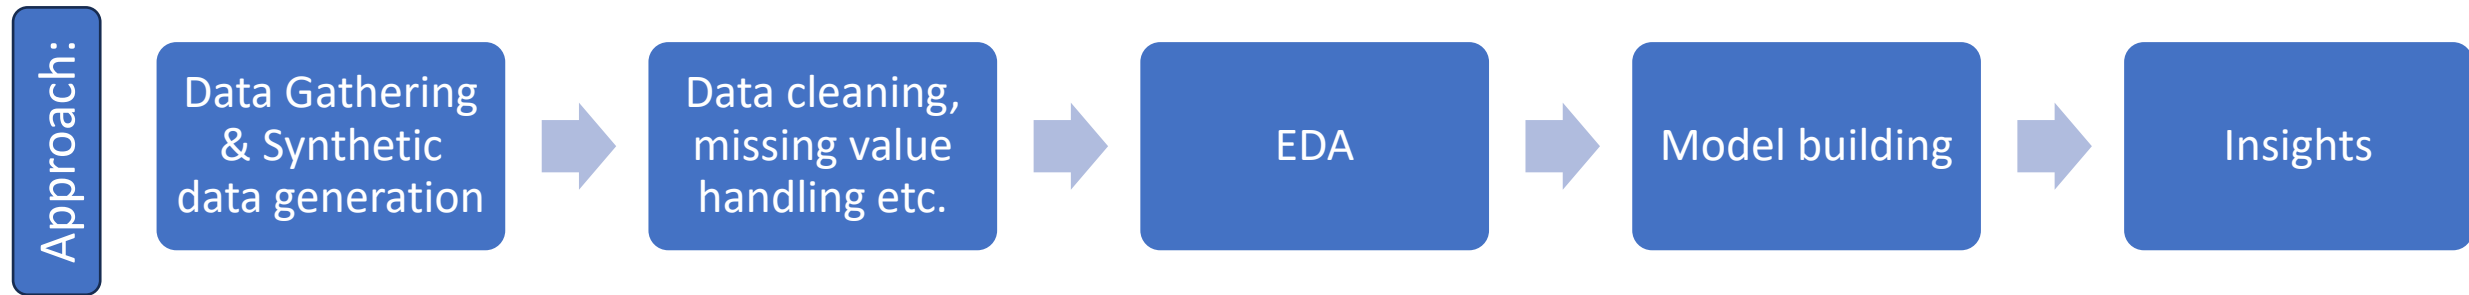 Approach:
Data Gathering
& Synthetic
data generation
Data cleaning,
missing value
handling etc.
EDA
Model building
Insights